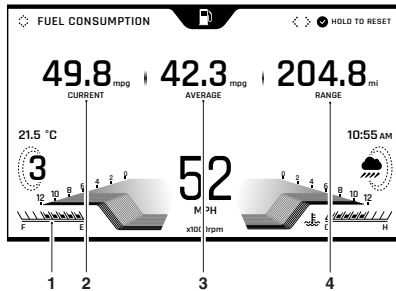 FUEL CONSUMPTION
HOLD TO RESET
49.8 mpg
CURRENT
42.3 mpg
AVERAGE
204.8 mi
RANGE
21.5 °C
10:55 AM
3
12 10 8 6 4 2 0
52
MPH
x1000rpm
0 2 4 6 8 10 12
F E
C H
1 2 3 4